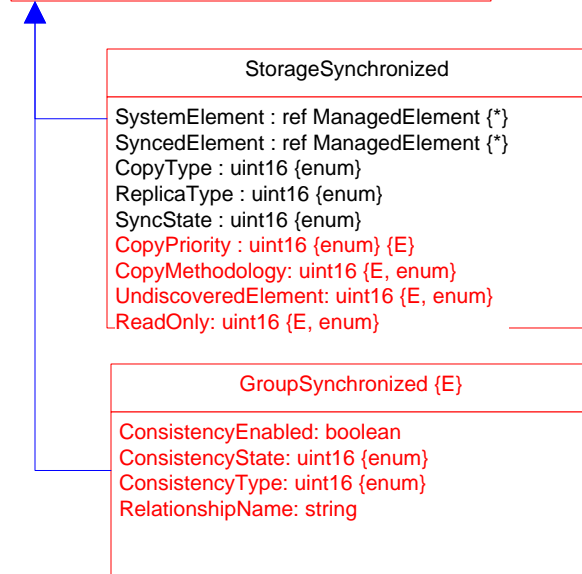 StorageSynchronized
SystemElement : ref ManagedElement {*}
SyncedElement : ref ManagedElement {*}
CopyType : uint16 {enum}
ReplicaType : uint16 {enum}
SyncState : uint16 {enum}
CopyPriority : uint16 {enum} {E}
CopyMethodology: uint16 {E, enum}
UndiscoveredElement: uint16 {E, enum}
ReadOnly: uint16 {E, enum}
GroupSynchronized {E}
ConsistencyEnabled: boolean
ConsistencyState: uint16 {enum}
ConsistencyType: uint16 {enum}
RelationshipName: string